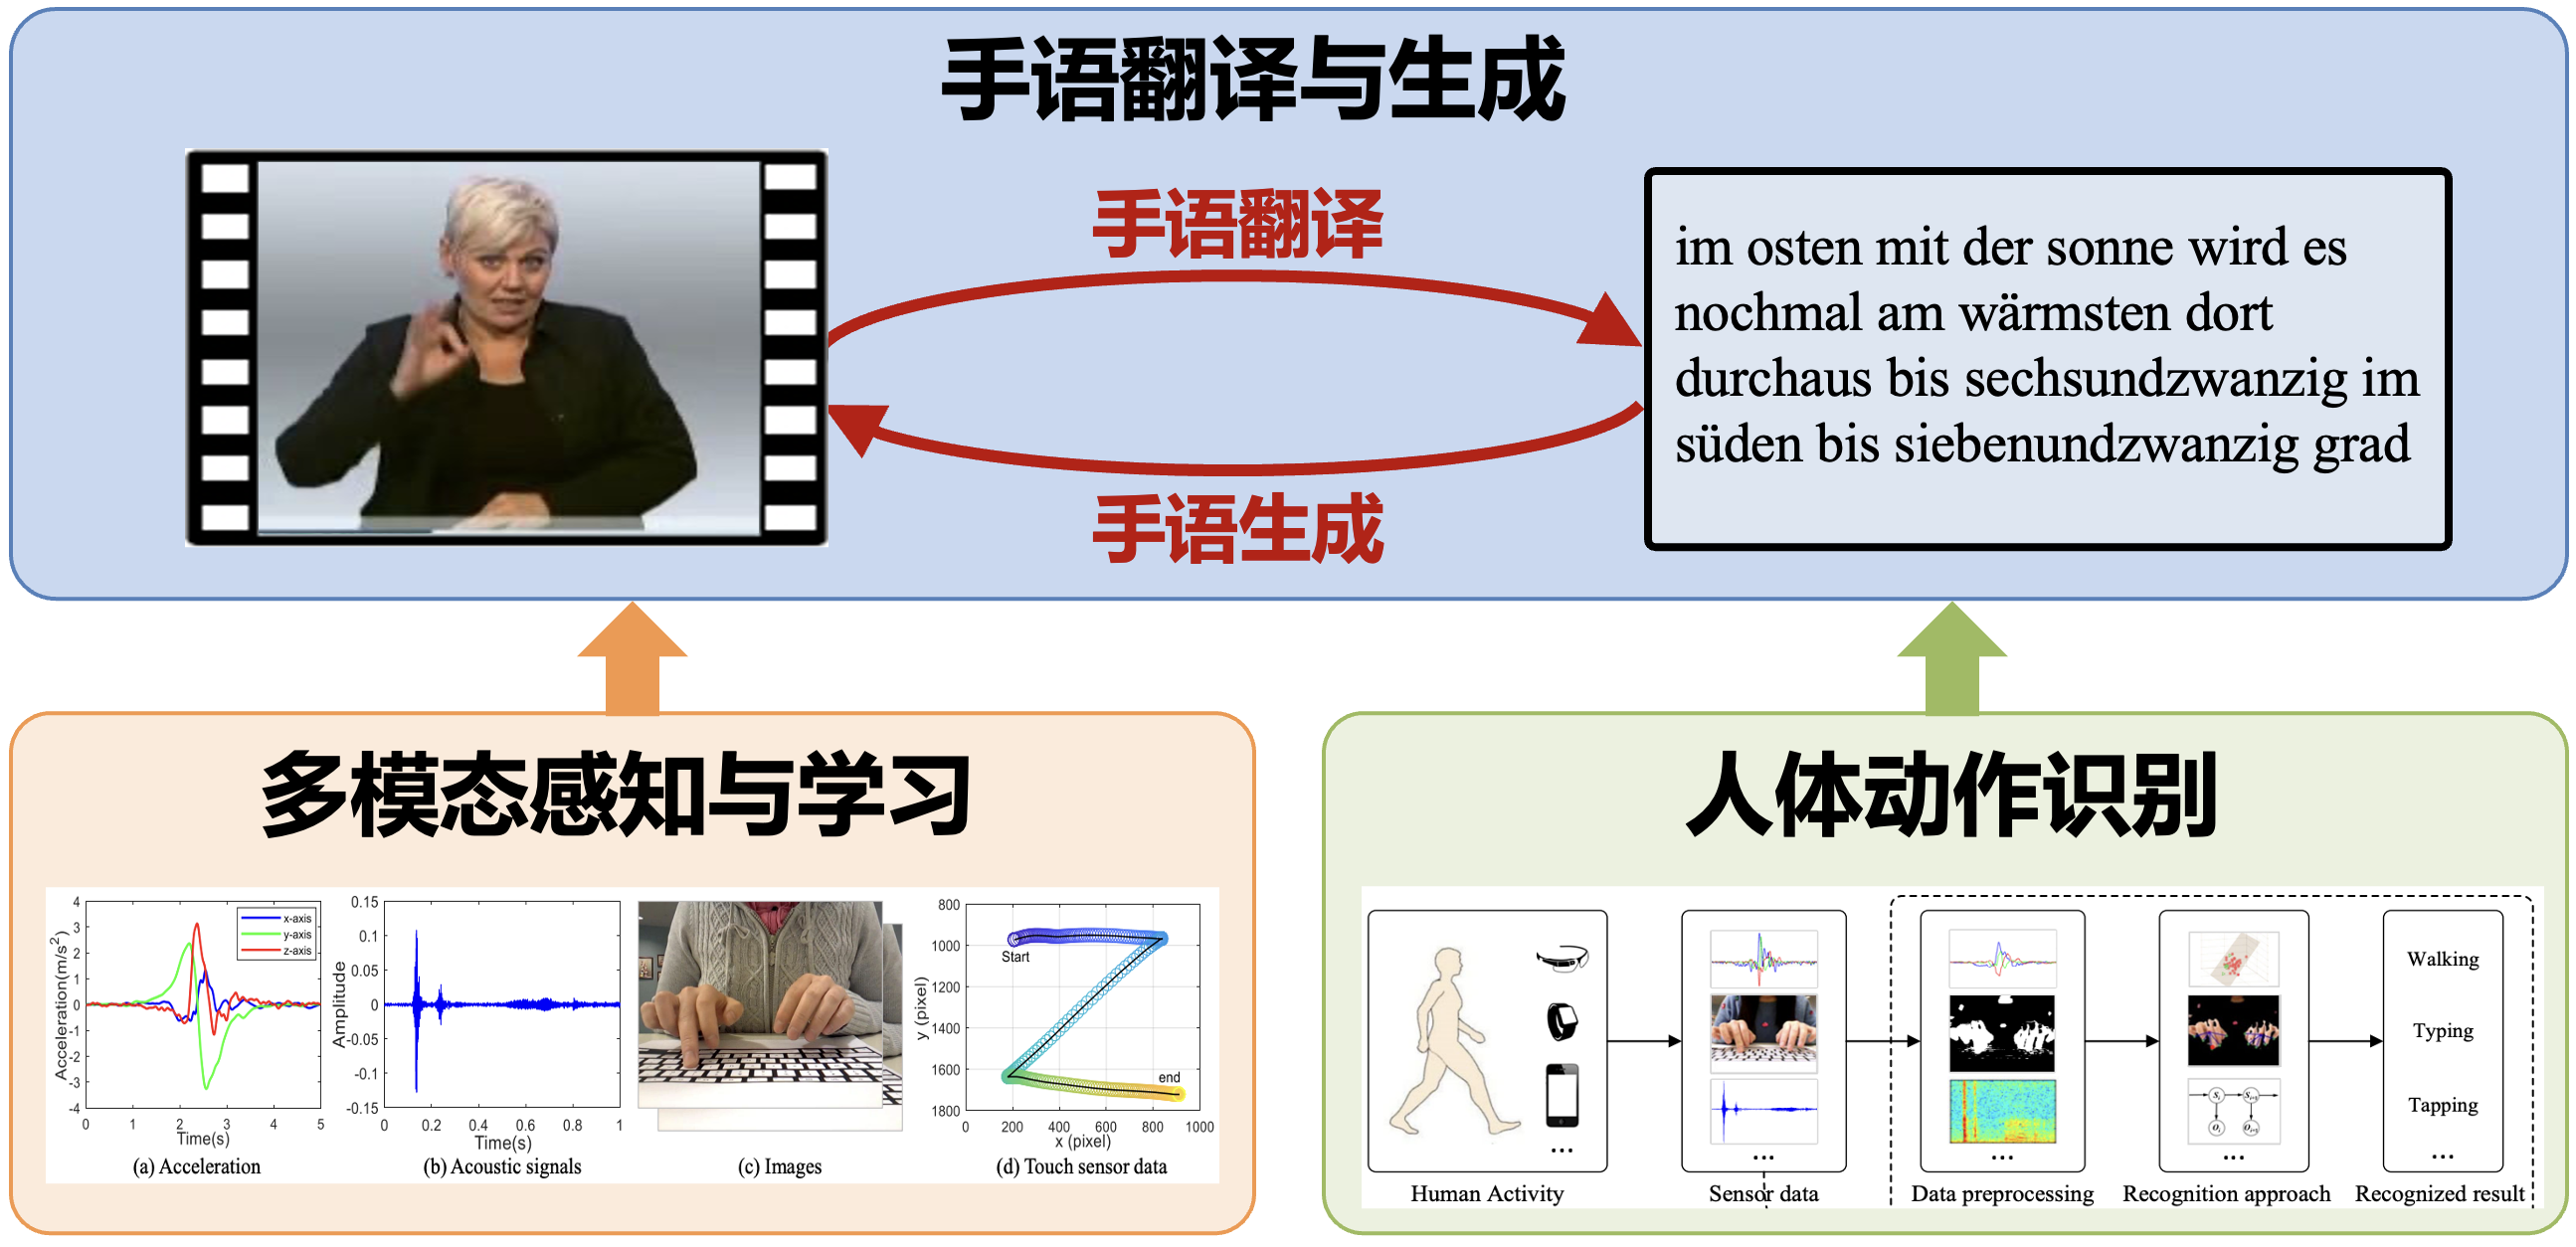 手语翻译与生成
手语翻译
手语生成
im osten mit der sonne wird es
nochmal am wärmsten dort
durchaus bis sechsundzwanzig im
süden bis siebenundzwanzig grad
多模态感知与学习
Acceleration(m/s²)
4
3
2
1
0
-1
-2
-3
-4
x-axis
y-axis
z-axis
0 1 2 3 4 5
Time(s)
(a) Acceleration
Amplitude
0.15
0.1
0.05
0
-0.05
-0.1
-0.15
0 0.2 0.4 0.6 0.8 1
Time(s)
(b) Acoustic signals
(c) Images
y (pixel)
800
1000
1200
1400
1600
1800
Start
end
0 200 400 600 800 1000
x (pixel)
(d) Touch sensor data
人体动作识别
...
Human Activity
...
Sensor data
...
Data preprocessing
...
Recognition approach
Walking
Typing
Tapping
...
Recognized result